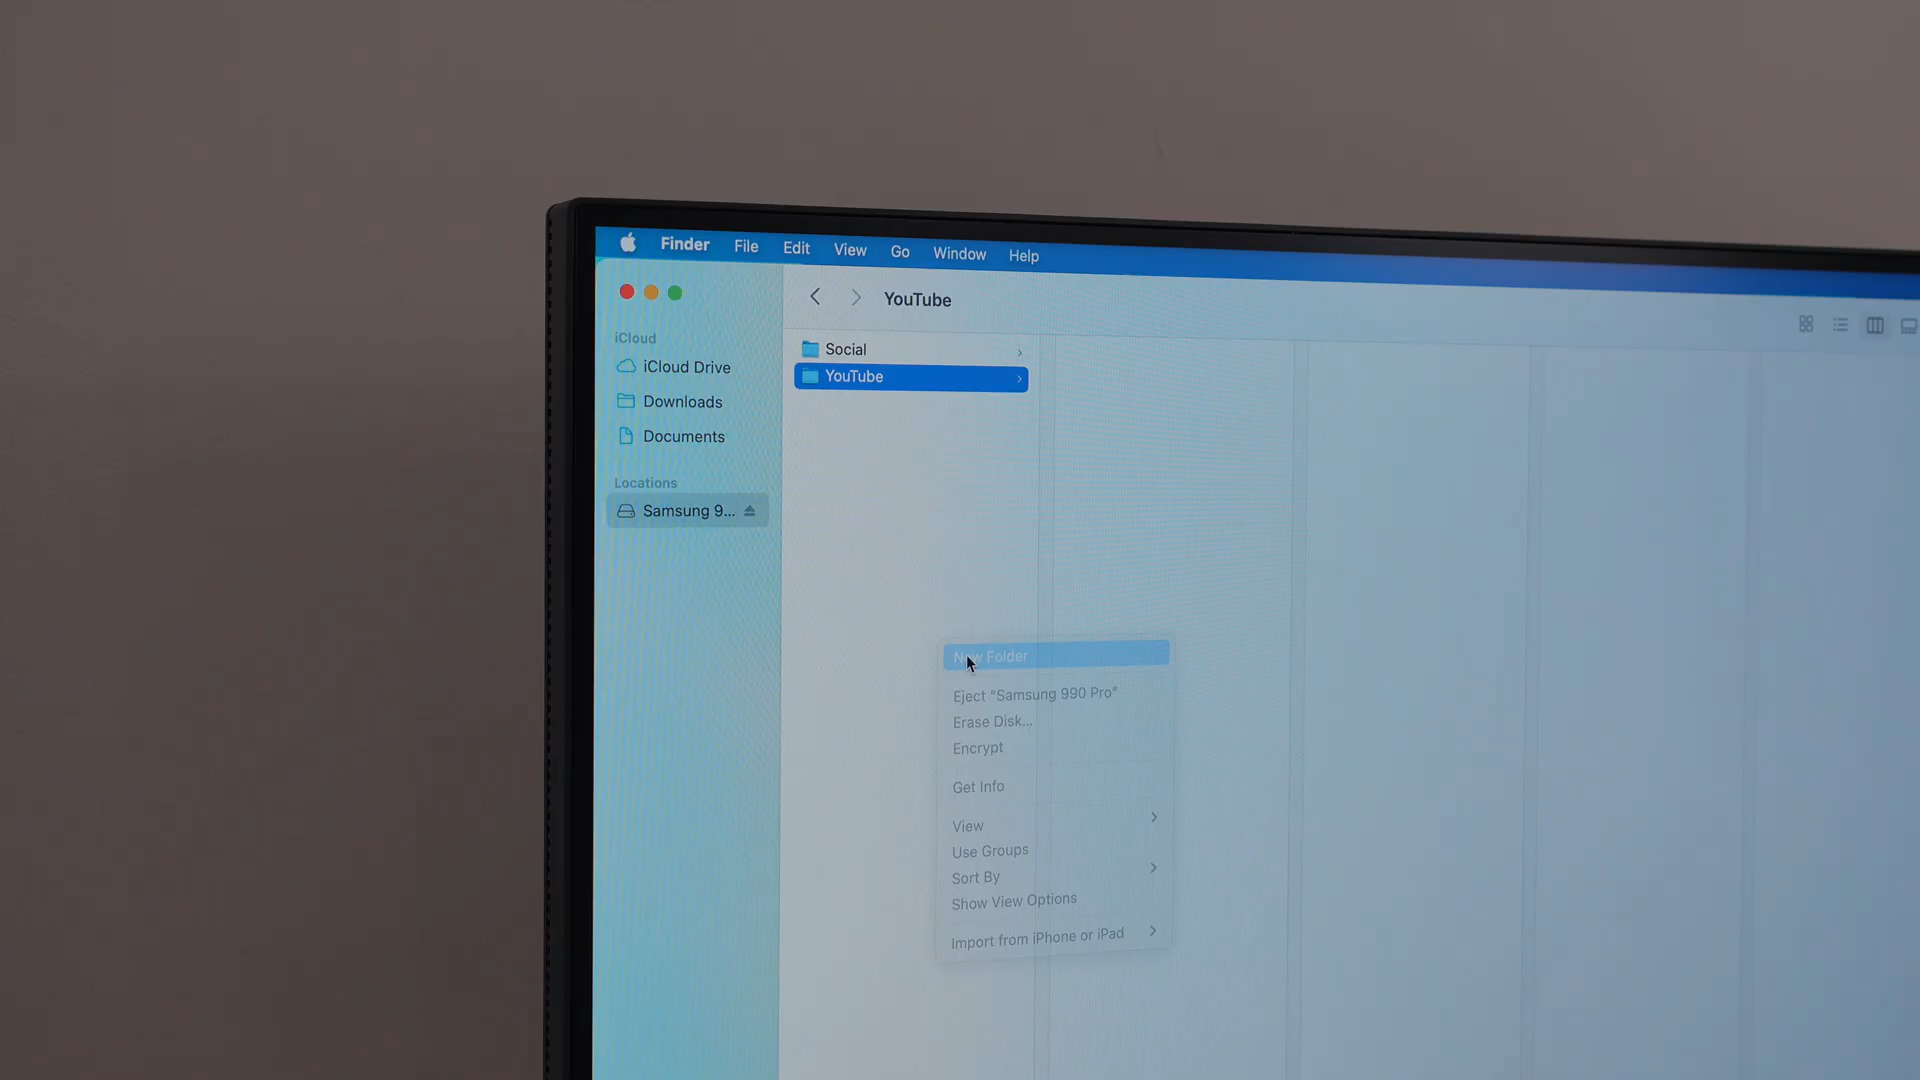 Finder File Edit View Go Window Help
YouTube
iCloud
iCloud Drive
Downloads
Documents
Locations
Samsung 9...
Social
YouTube
New Folder
Eject “Samsung 990 Pro”
Erase Disk...
Encrypt
Get Info
View
Use Groups
Sort By
Show View Options
Import from iPhone or iPad